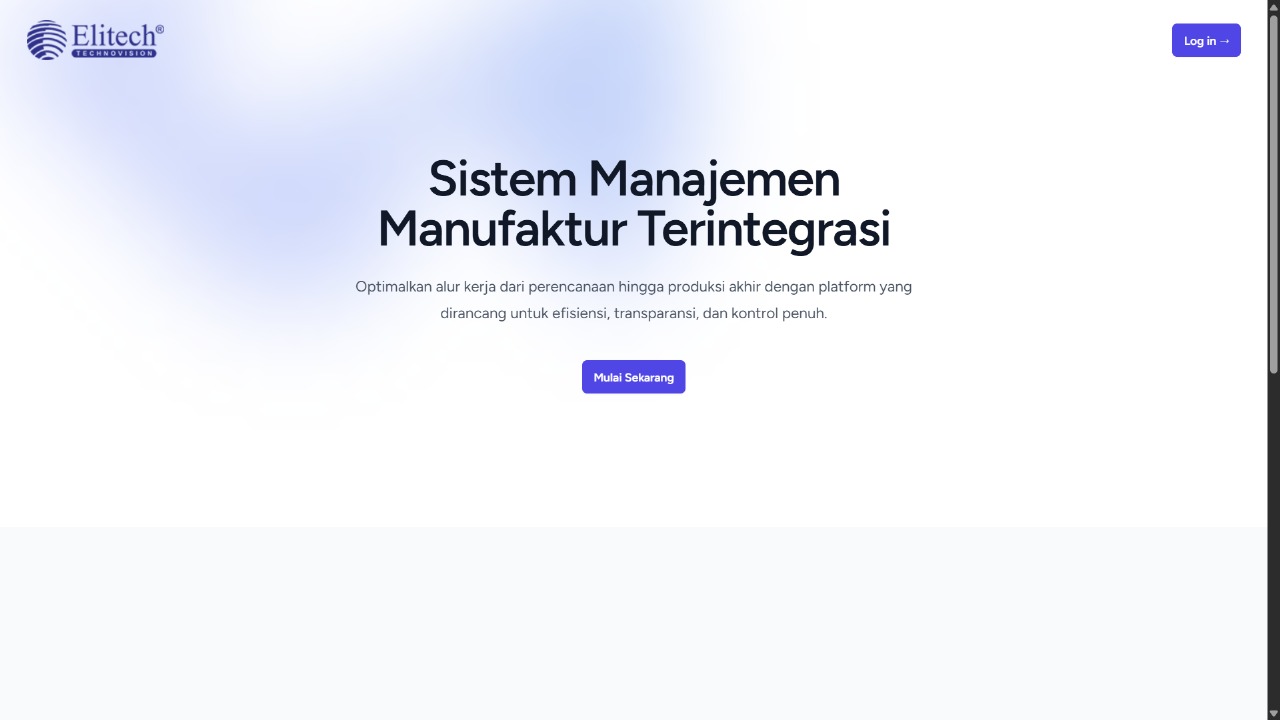 Elitech®
TECHNOVISION
Log in →
Sistem Manajemen
Manufaktur Terintegrasi
Optimalkan alur kerja dari perencanaan hingga produksi akhir dengan platform yang
dirancang untuk efisiensi, transparansi, dan kontrol penuh.
Mulai Sekarang